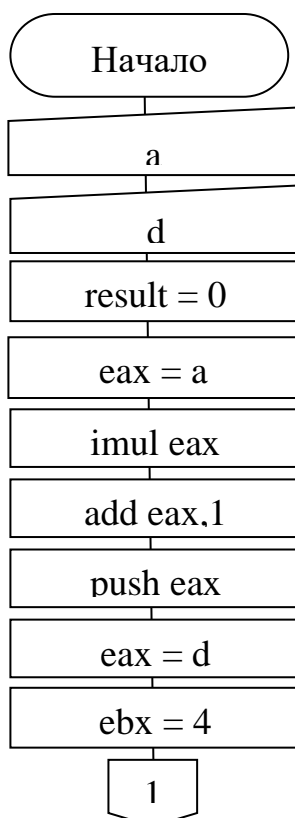 Начало
a
d
result = 0
eax = a
imul eax
add eax,1
push eax
eax = d
ebx = 4
1